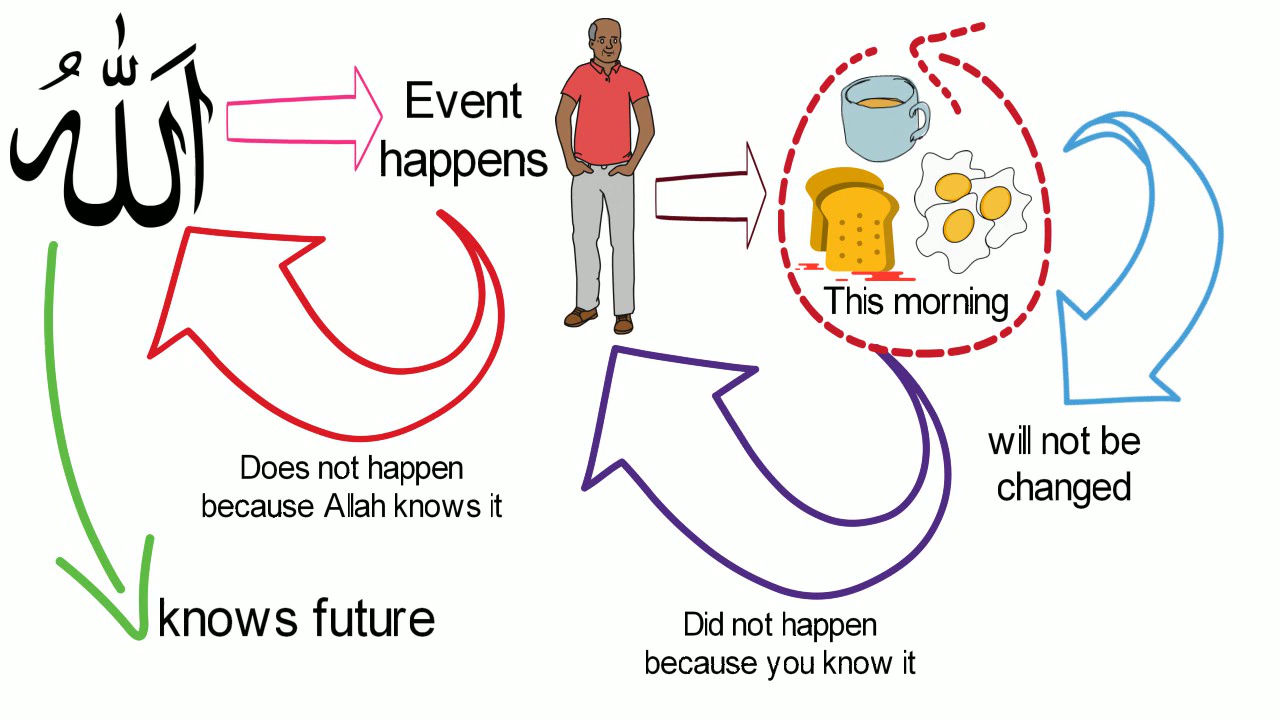 ﷲُ
Event
happens
This morning
will not be
changed
Does not happen
because Allah knows it
knows future
Did not happen
because you know it